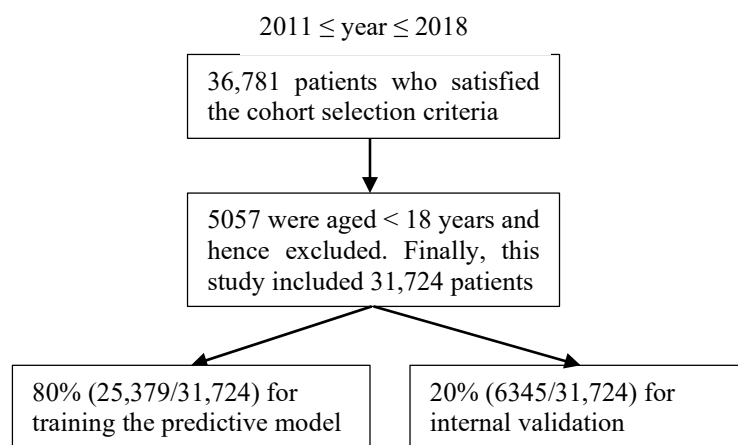 2011 ≤ year ≤ 2018
36,781 patients who satisfied
the cohort selection criteria
5057 were aged < 18 years and
hence excluded. Finally, this
study included 31,724 patients
80% (25,379/31,724) for
training the predictive model
20% (6345/31,724) for
internal validation